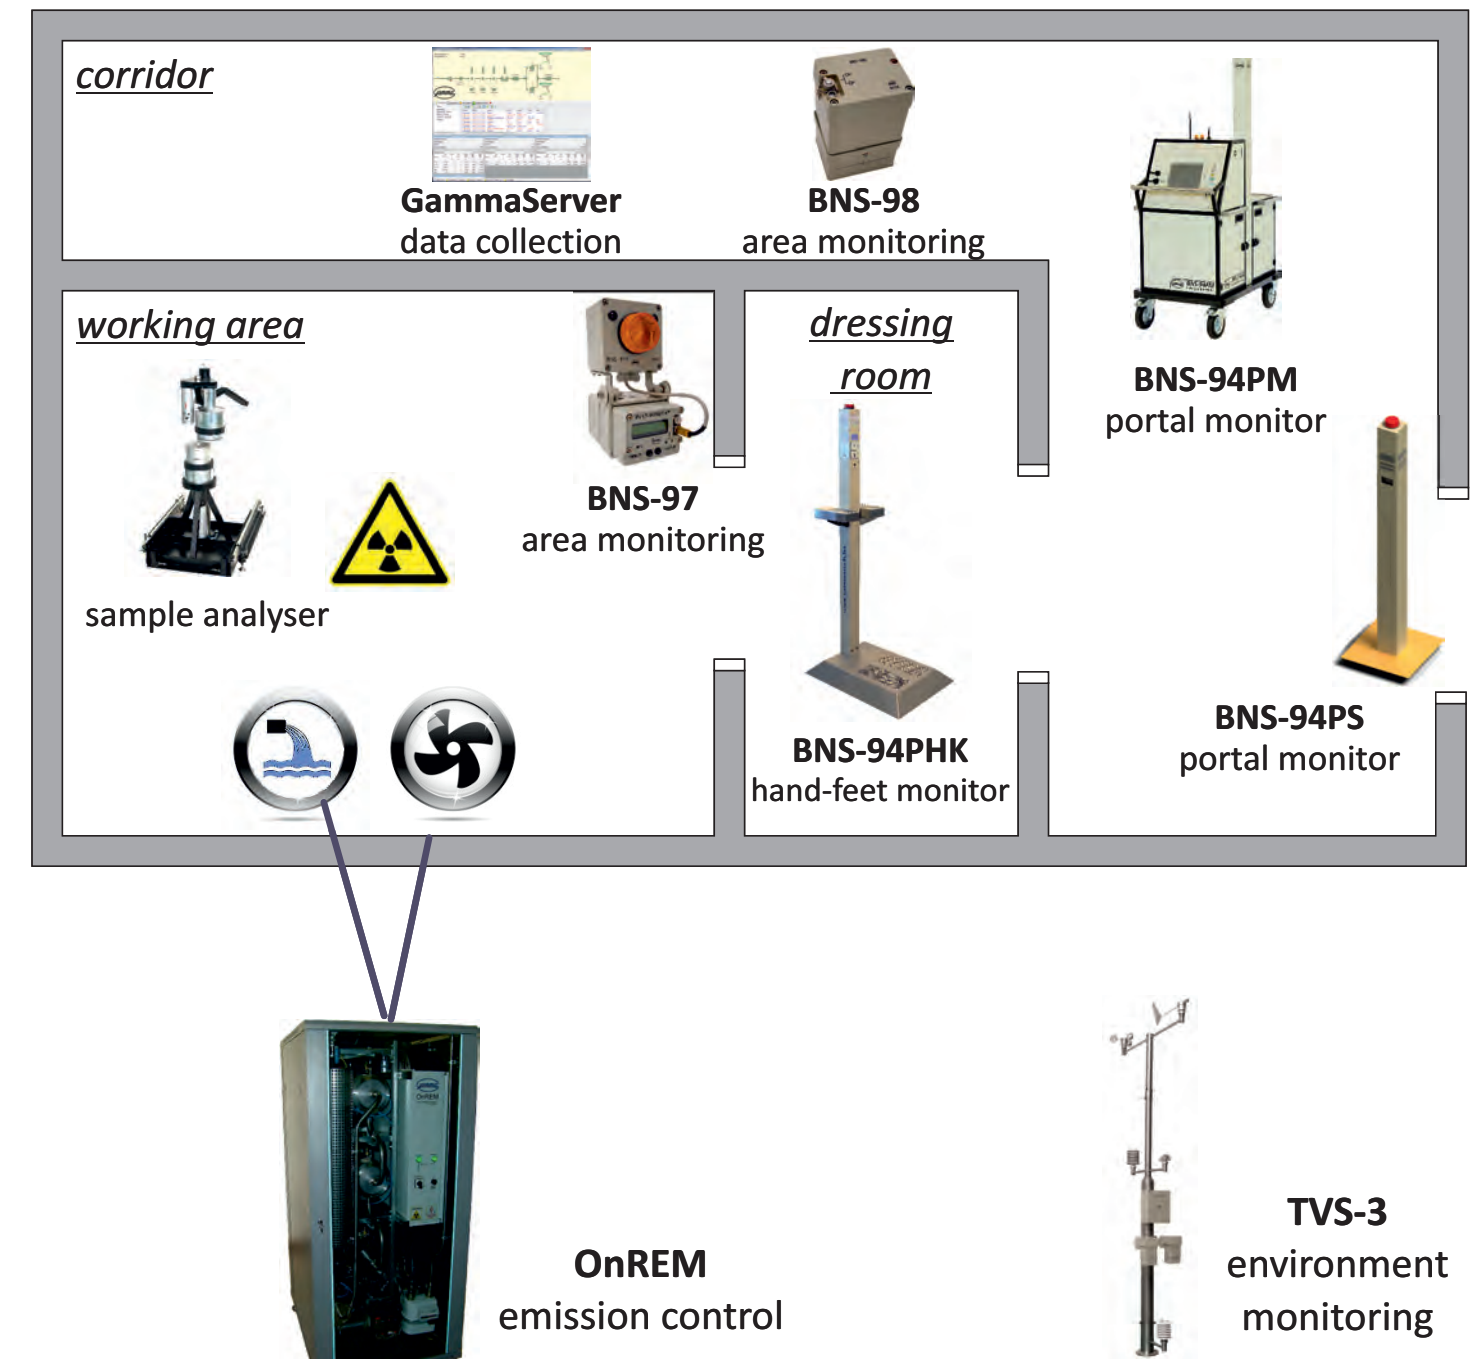 corridor
GammaServer
data collection
BNS-98
area monitoring
BNS-94PM
portal monitor
working area
sample analyser
BNS-97
area monitoring
dressing
room
BNS-94PHK
hand-feet monitor
BNS-94PS
portal monitor
OnREM
OnREM
emission control
TVS-3
environment
monitoring